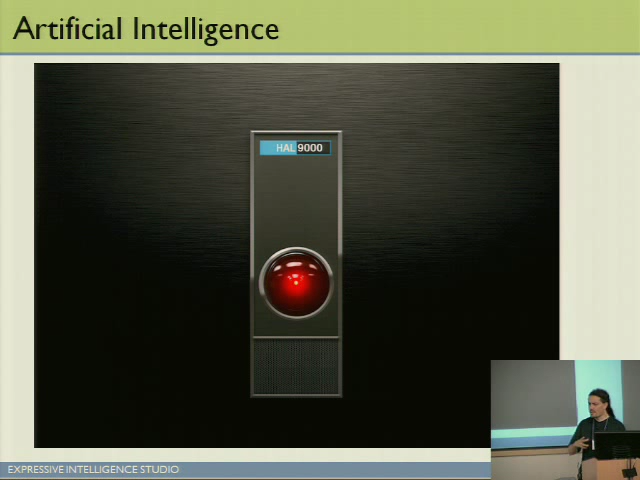 Artificial Intelligence
HAL 9000
EXPRESSIVE INTELLIGENCE STUDIO